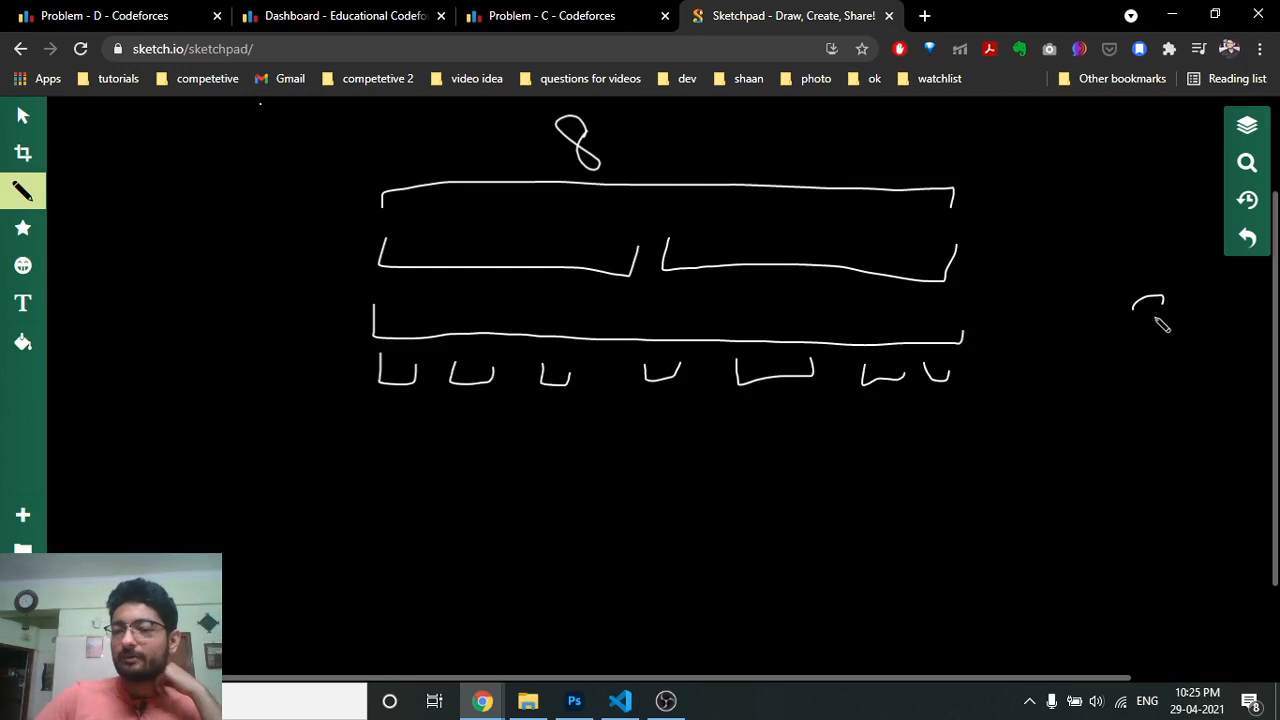 Problem - D - Codeforces
Dashboard - Educational Codefo
Problem - C - Codeforces
Sketchpad - Draw, Create, Share!
sketch.io/sketchpad/
Apps
tutorials
competetive
Gmail
competetive 2
video idea
questions for videos
dev
shaan
photo
ok
watchlist
Other bookmarks
Reading list
8
T
ENG
10:25 PM
29-04-2021
8